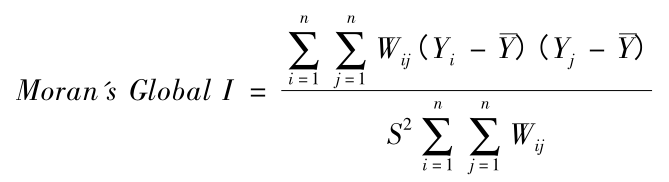 Moran's Global I = \frac{\sum_{i=1}^{n} \sum_{j=1}^{n} W_{ij} (Y_i - \overline{Y}) (Y_j - \overline{Y})}{S^2 \sum_{i=1}^{n} \sum_{j=1}^{n} W_{ij}}